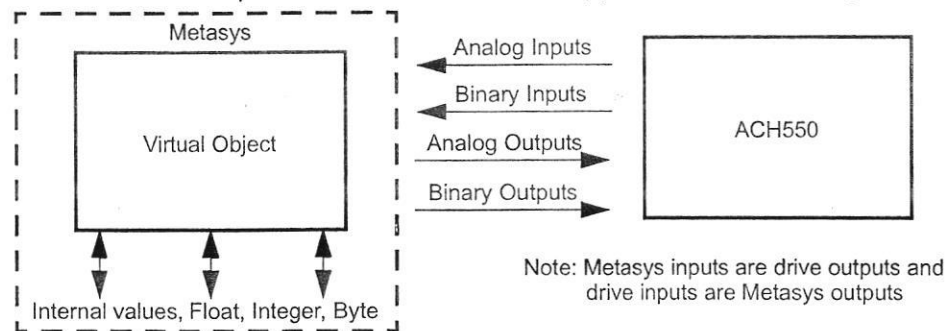 Metasys
Virtual Object
Internal values, Float, Integer, Byte
Analog Inputs
Binary Inputs
Analog Outputs
Binary Outputs
ACH550
Note: Metasys inputs are drive outputs and
drive inputs are Metasys outputs